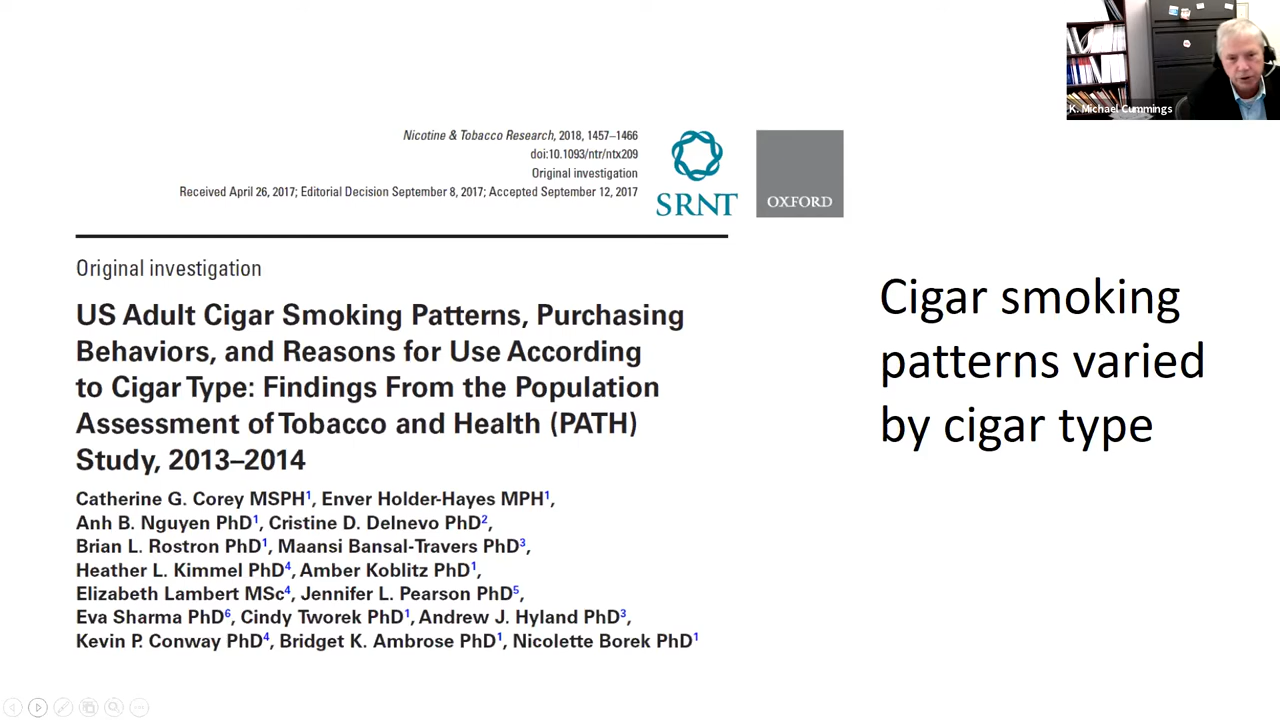 K. Michael Cummings
Nicotine & Tobacco Research, 2018, 1457–1466
doi:10.1093/ntr/ntx209
Original investigation
Received April 26, 2017; Editorial Decision September 8, 2017; Accepted September 12, 2017
SRNT
OXFORD
Original investigation
US Adult Cigar Smoking Patterns, Purchasing
Behaviors, and Reasons for Use According
to Cigar Type: Findings From the Population
Assessment of Tobacco and Health (PATH)
Study, 2013–2014
Catherine G. Corey MSPH1, Enver Holder-Hayes MPH1,
Anh B. Nguyen PhD1, Cristine D. Delnevo PhD2,
Brian L. Rostron PhD1, Maansi Bansal-Travers PhD3,
Heather L. Kimmel PhD4, Amber Koblitz PhD1,
Elizabeth Lambert MSc4, Jennifer L. Pearson PhD5,
Eva Sharma PhD6, Cindy Tworek PhD1, Andrew J. Hyland PhD3,
Kevin P. Conway PhD4, Bridget K. Ambrose PhD1, Nicolette Borek PhD1
Cigar smoking
patterns varied
by cigar type